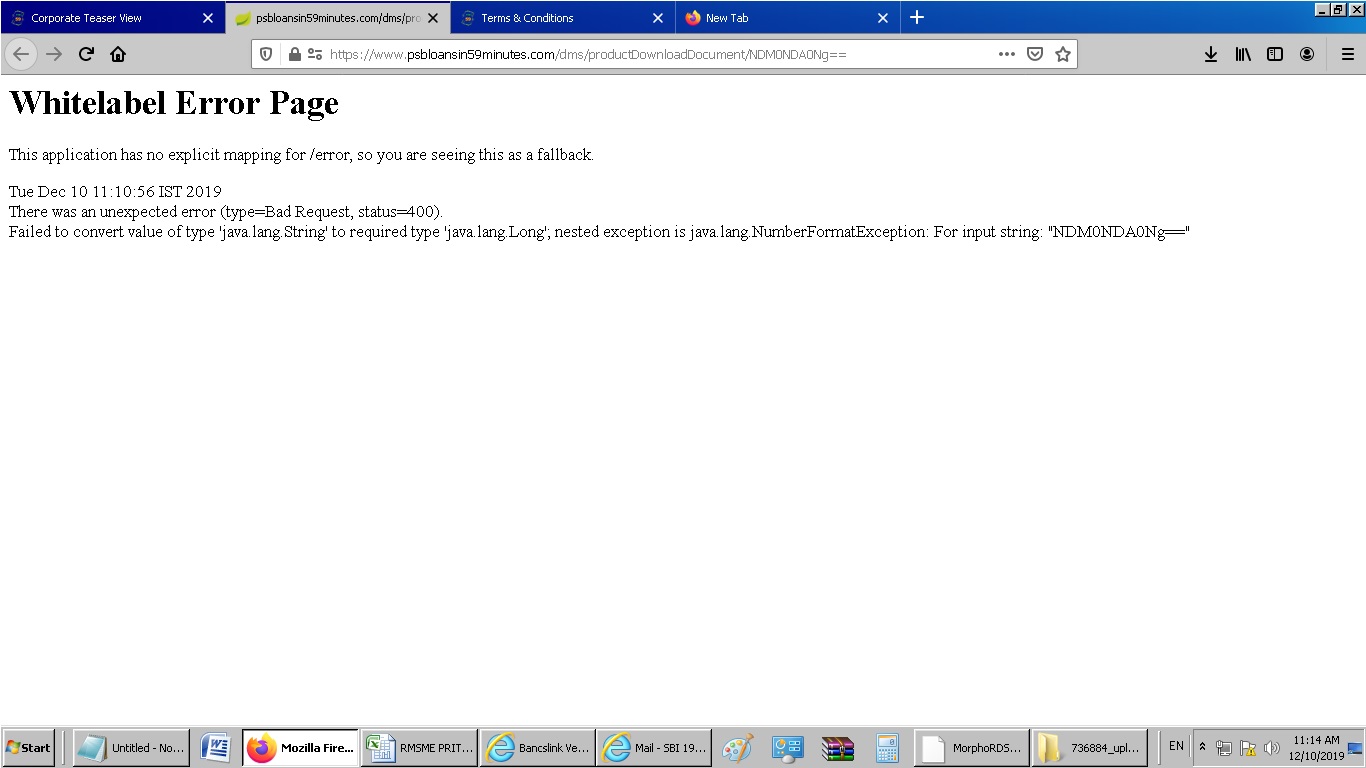 Corporate Teaser View
psbloansin59minutes.com/dms/pro
Terms & Conditions
New Tab
https://www.psbloansin59minutes.com/dms/productDownloadDocument/NDM0NDA0Ng==
Whitelabel Error Page
This application has no explicit mapping for /error, so you are seeing this as a fallback.
Tue Dec 10 11:10:56 IST 2019
There was an unexpected error (type=Bad Request, status=400).
Failed to convert value of type 'java.lang.String' to required type 'java.lang.Long'; nested exception is java.lang.NumberFormatException: For input string: "NDM0NDA0Ng=="
Start
Untitled - No...
Mozilla Fire...
RMSME PRIT...
Bancslink Ve...
Mail - SBI 19...
MorphoRDS...
736884_upl...
EN
11:14 AM
12/10/2019